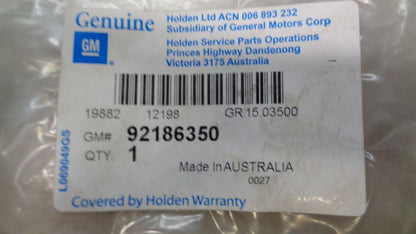 Genuine
Holden Ltd ACN 006 893 232
Subsidiary of General Motors Corp
GM
Holden Service Parts Operations
Princes Highway Dandenong
Victoria 3175 Australia
19882 12198 GR.15.03500
GM# 92186350
QTY. 1
Made in AUSTRALIA
0027
L069049GS
Covered by Holden Warranty